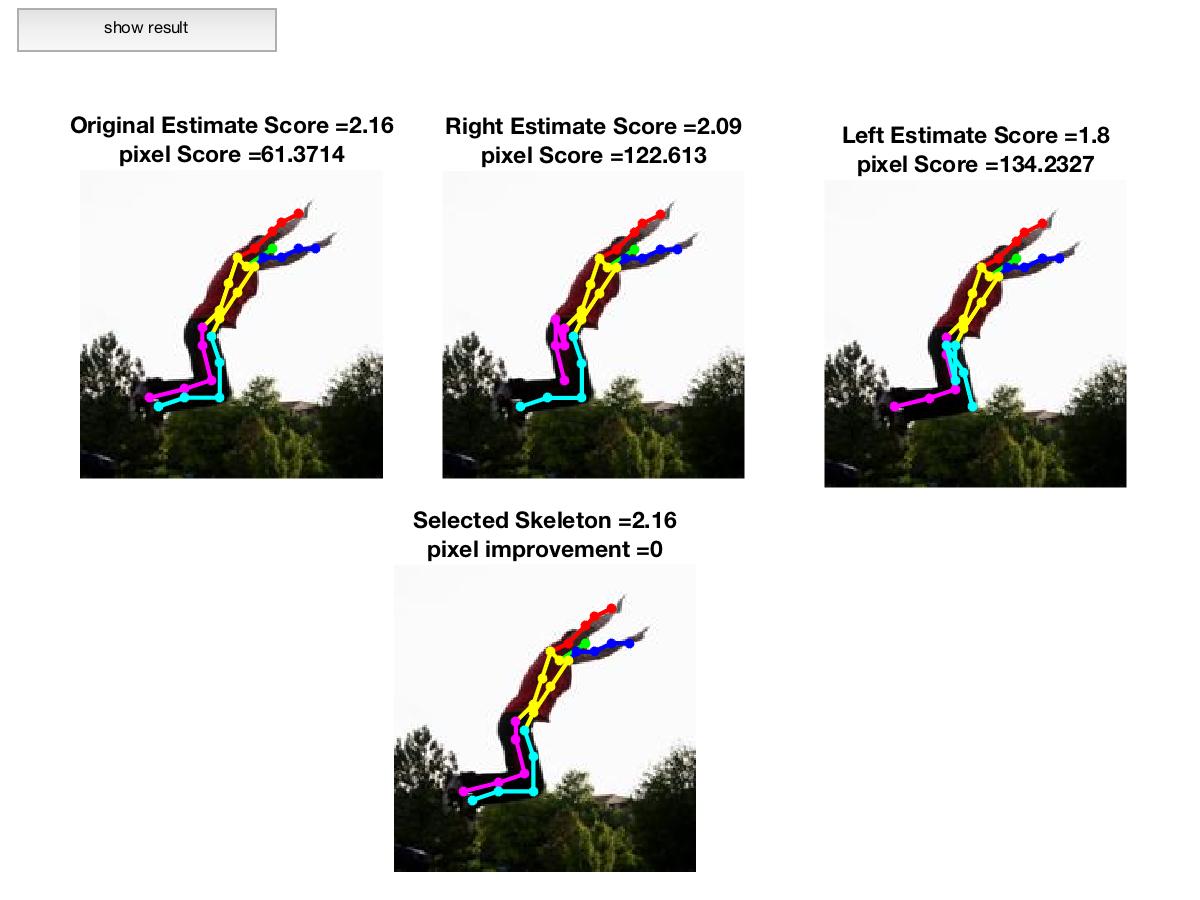 show result
Original Estimate Score =2.16
pixel Score =61.3714
Right Estimate Score =2.09
pixel Score =122.613
Left Estimate Score =1.8
pixel Score =134.2327
Selected Skeleton =2.16
pixel improvement =0